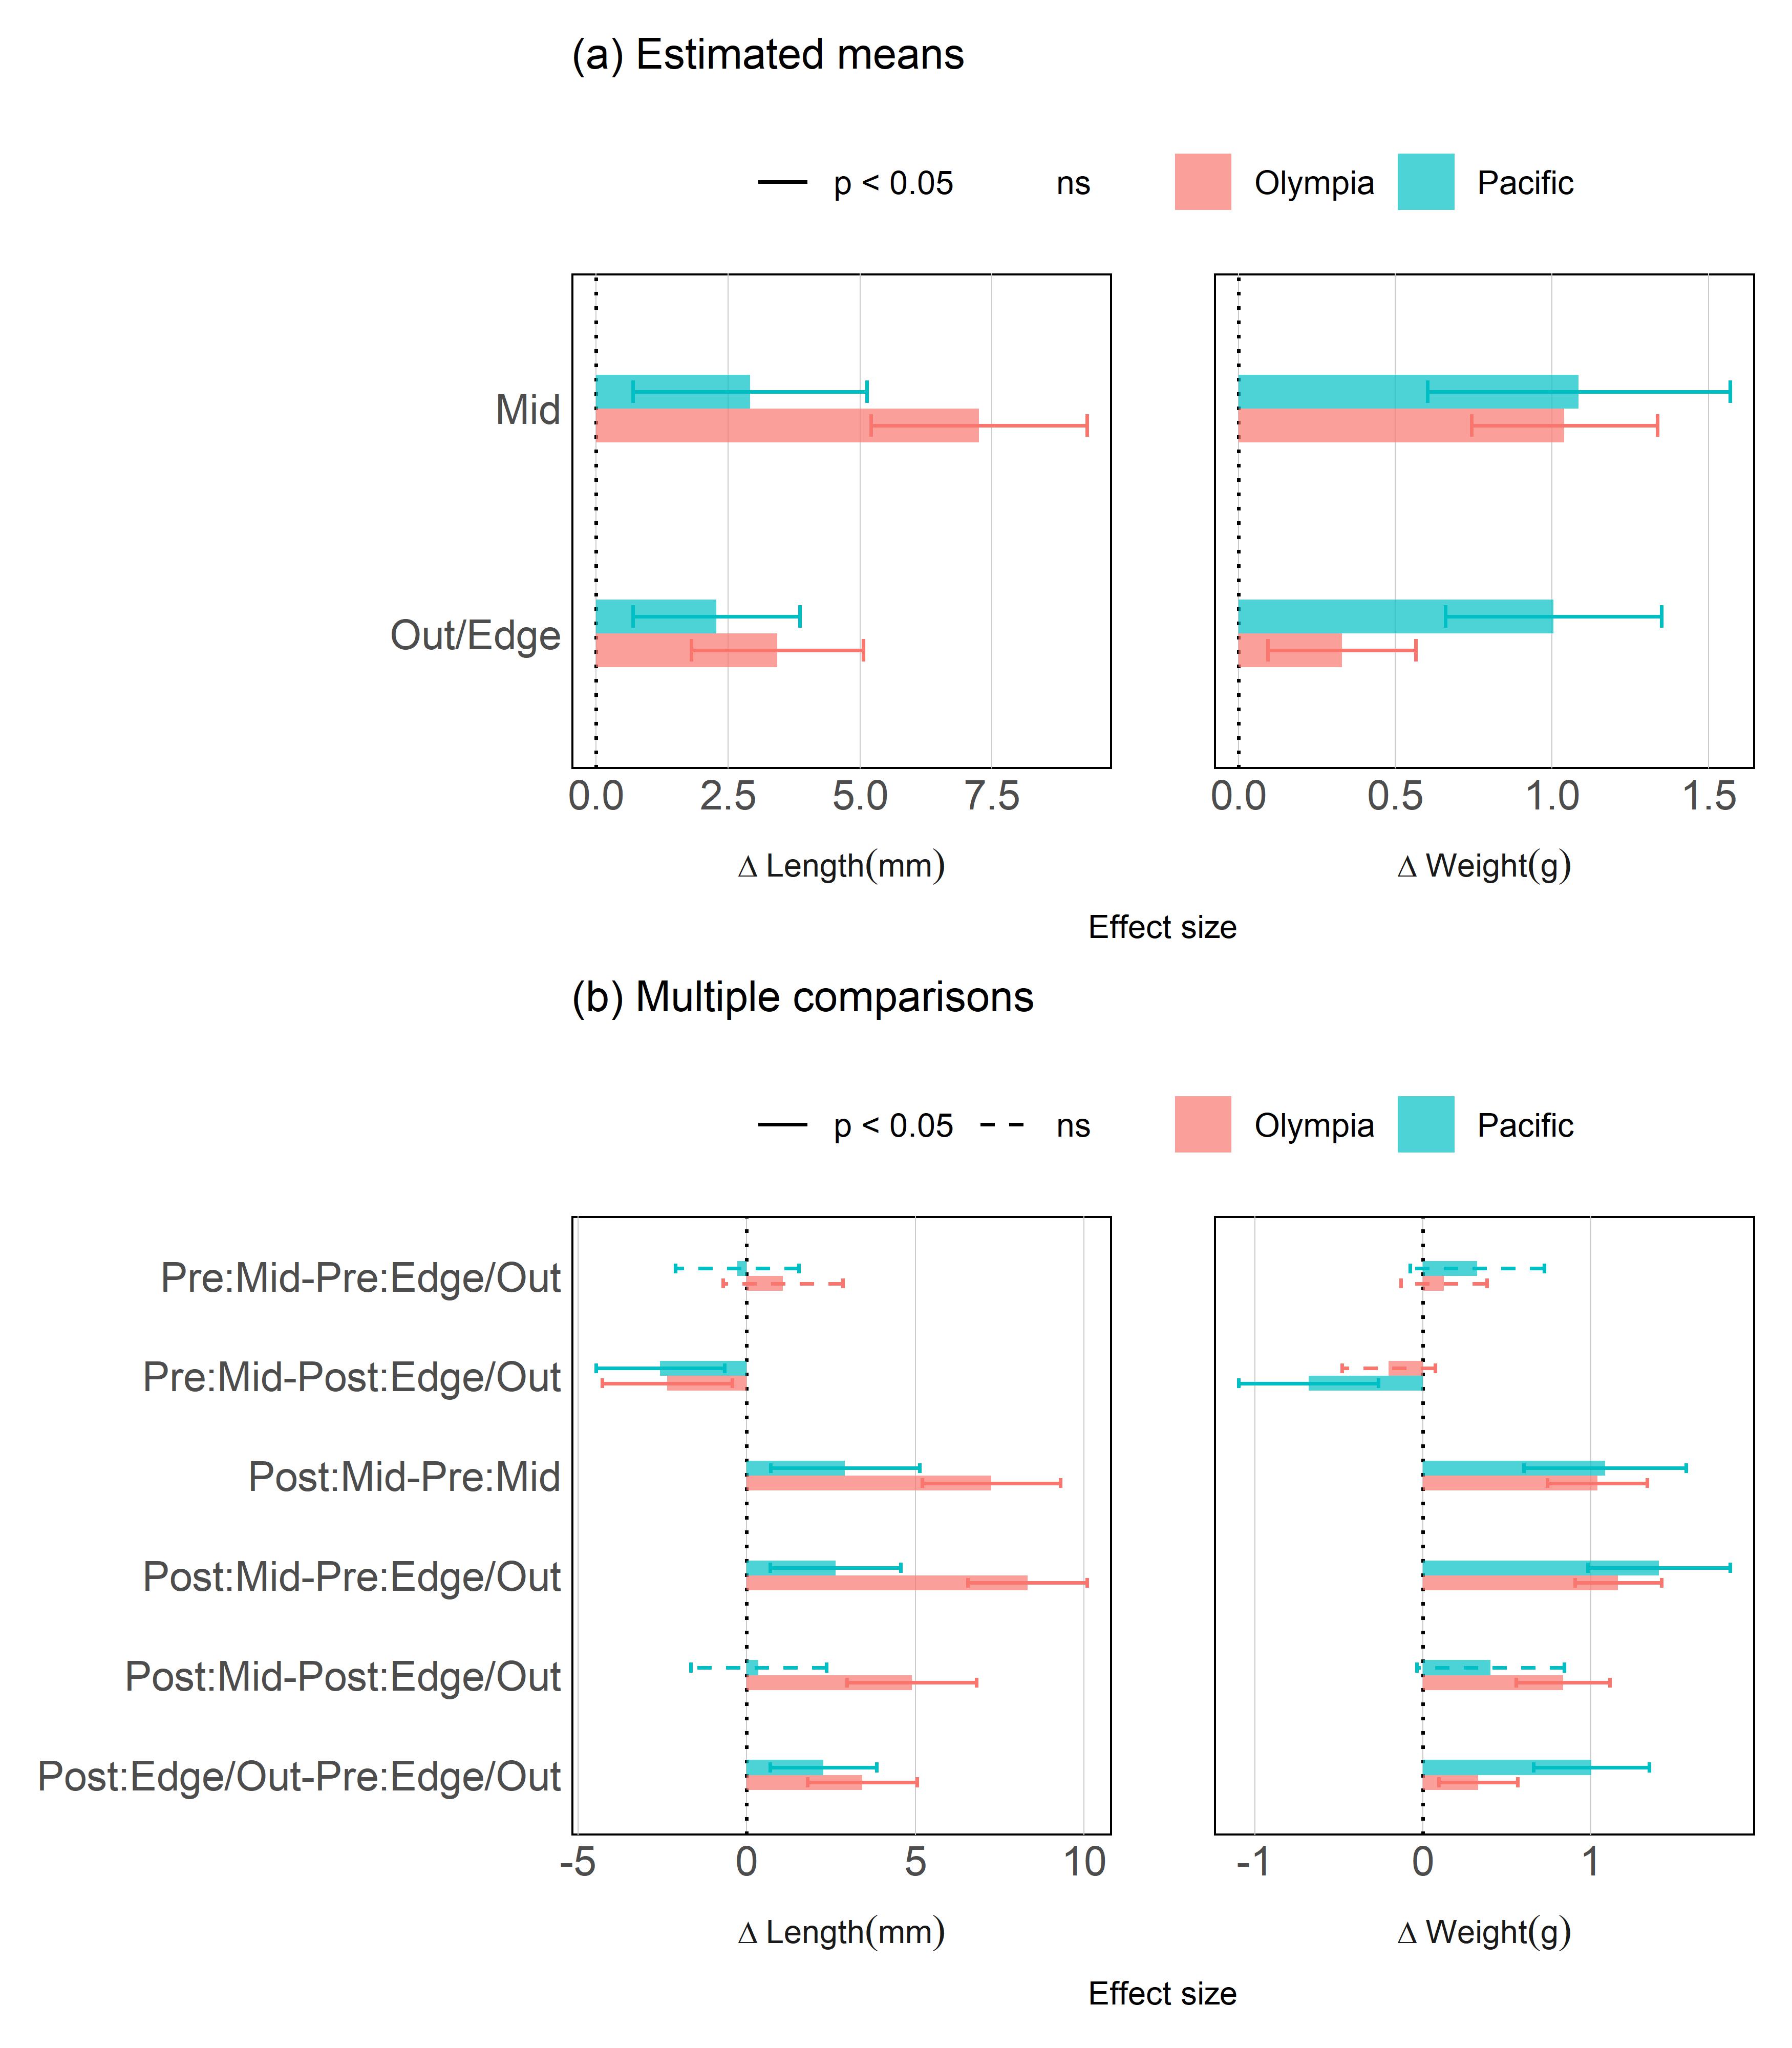 (a) Estimated means
p < 0.05 ns Olympia Pacific
Mid
Out/Edge
0.0 2.5 5.0 7.5 0.0 0.5 1.0 1.5
Δ Length(mm) Δ Weight(g)
Effect size
(b) Multiple comparisons
p < 0.05 ns Olympia Pacific
Pre:Mid-Pre:Edge/Out
Pre:Mid-Post:Edge/Out
Post:Mid-Pre:Mid
Post:Mid-Pre:Edge/Out
Post:Mid-Post:Edge/Out
Post:Edge/Out-Pre:Edge/Out
-5 0 5 10 -1 0 1
Δ Length(mm) Δ Weight(g)
Effect size